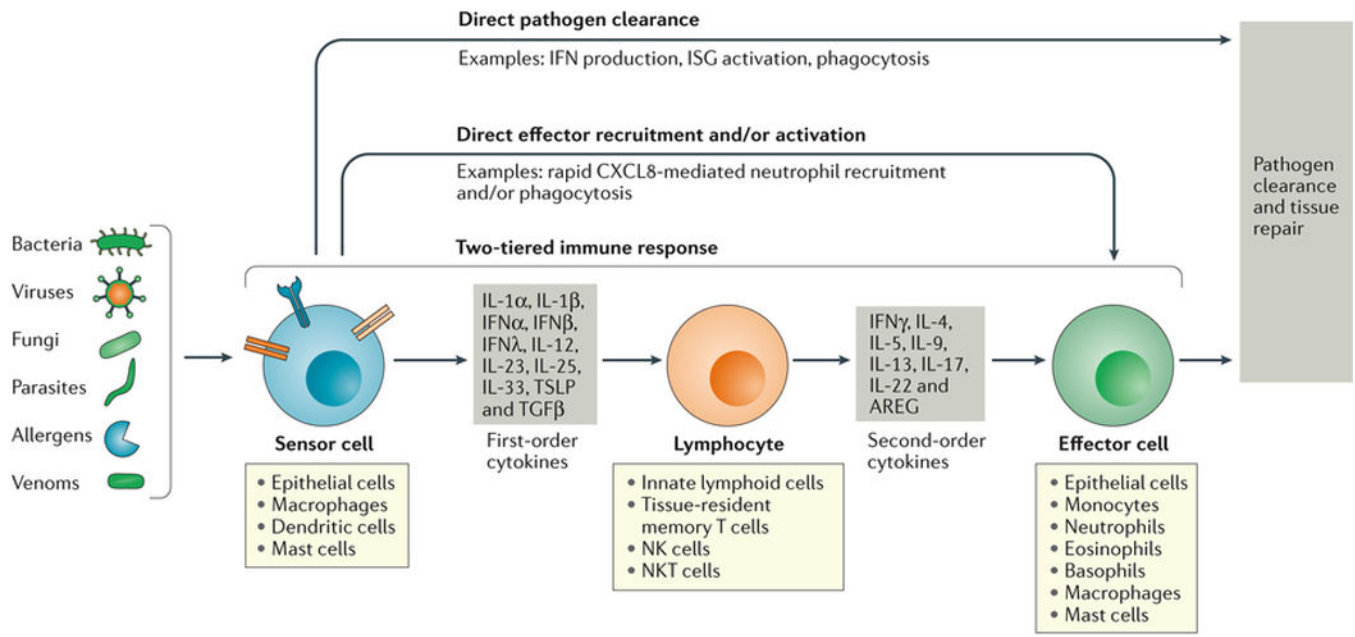 Direct pathogen clearance
Examples: IFN production, ISG activation, phagocytosis
Direct effector recruitment and/or activation
Examples: rapid CXCL8-mediated neutrophil recruitment
and/or phagocytosis
Pathogen
clearance
and tissue
repair
Two-tiered immune response
Bacteria
Viruses
Fungi
Parasites
Allergens
Venoms
Sensor cell
• Epithelial cells
• Macrophages
• Dendritic cells
• Mast cells
IL-1α, IL-1β,
IFNα, IFNβ,
IFNλ, IL-12,
IL-23, IL-25,
IL-33, TSLP
and TGFβ
First-order
cytokines
Lymphocyte
• Innate lymphoid cells
• Tissue-resident
memory T cells
• NK cells
• NKT cells
IFNγ, IL-4,
IL-5, IL-9,
IL-13, IL-17,
IL-22 and
AREG
Second-order
cytokines
Effector cell
• Epithelial cells
• Monocytes
• Neutrophils
• Eosinophils
• Basophils
• Macrophages
• Mast cells